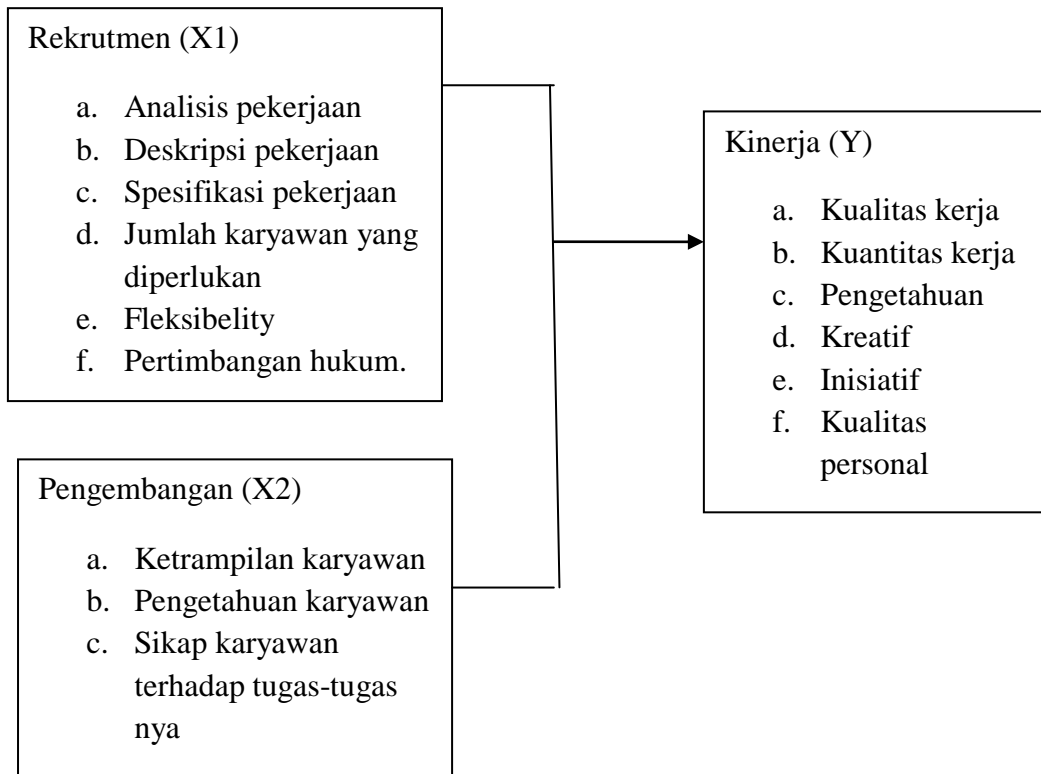 Rekrutmen (X1)
a. Analisis pekerjaan
b. Deskripsi pekerjaan
c. Spesifikasi pekerjaan
d. Jumlah karyawan yang
diperlukan
e. Fleksibelity
f. Pertimbangan hukum.
Kinerja (Y)
a. Kualitas kerja
b. Kuantitas kerja
c. Pengetahuan
d. Kreatif
e. Inisiatif
f. Kualitas
personal
Pengembangan (X2)
a. Ketrampilan karyawan
b. Pengetahuan karyawan
c. Sikap karyawan
terhadap tugas-tugas
nya